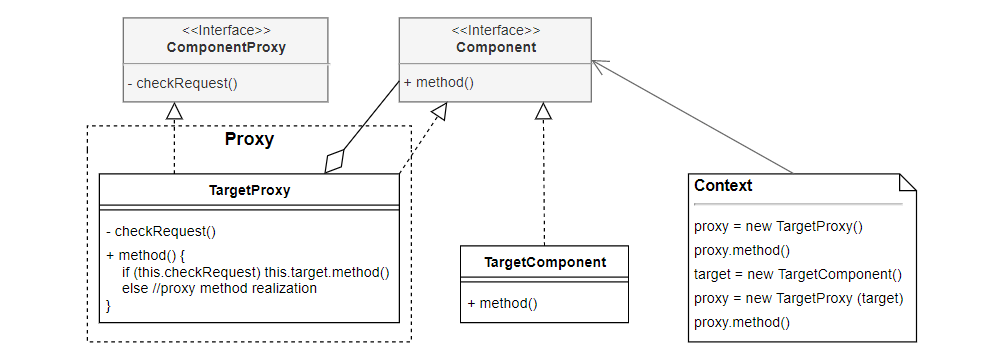 <<Interface>>
ComponentProxy
- checkRequest()
<<Interface>>
Component
+ method()
Proxy
TargetProxy
- checkRequest()
+ method() {
if (this.checkRequest) this.target.method()
else //proxy method realization
}
TargetComponent
+ method()
Context
proxy = new TargetProxy()
proxy.method()
target = new TargetComponent()
proxy = new TargetProxy (target)
proxy.method()